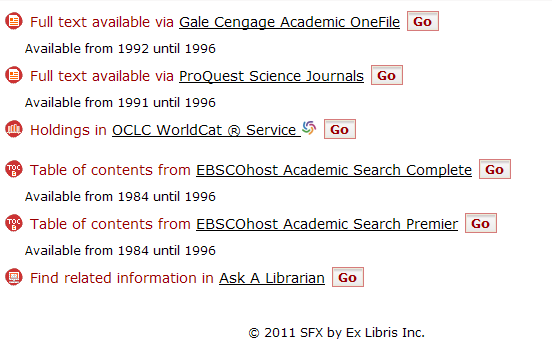 Full text available via Gale Cengage Academic OneFile Go
Available from 1992 until 1996
Full text available via ProQuest Science Journals Go
Available from 1991 until 1996
Holdings in OCLC WorldCat ® Service Go
TOC Table of contents from EBSCOhost Academic Search Complete Go
Available from 1984 until 1996
TOC Table of contents from EBSCOhost Academic Search Premier Go
Available from 1984 until 1996
Find related information in Ask A Librarian Go
© 2011 SFX by Ex Libris Inc.